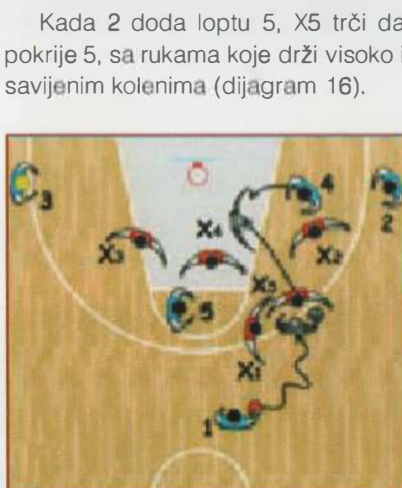 Kada 2 doda loptu 5, X5 trči da
pokrije 5, sa rukama koje drži visoko i
savijenim kolenima (dijagram 16).
3
4
2
X3
X4
X2
5
X5
X1
1